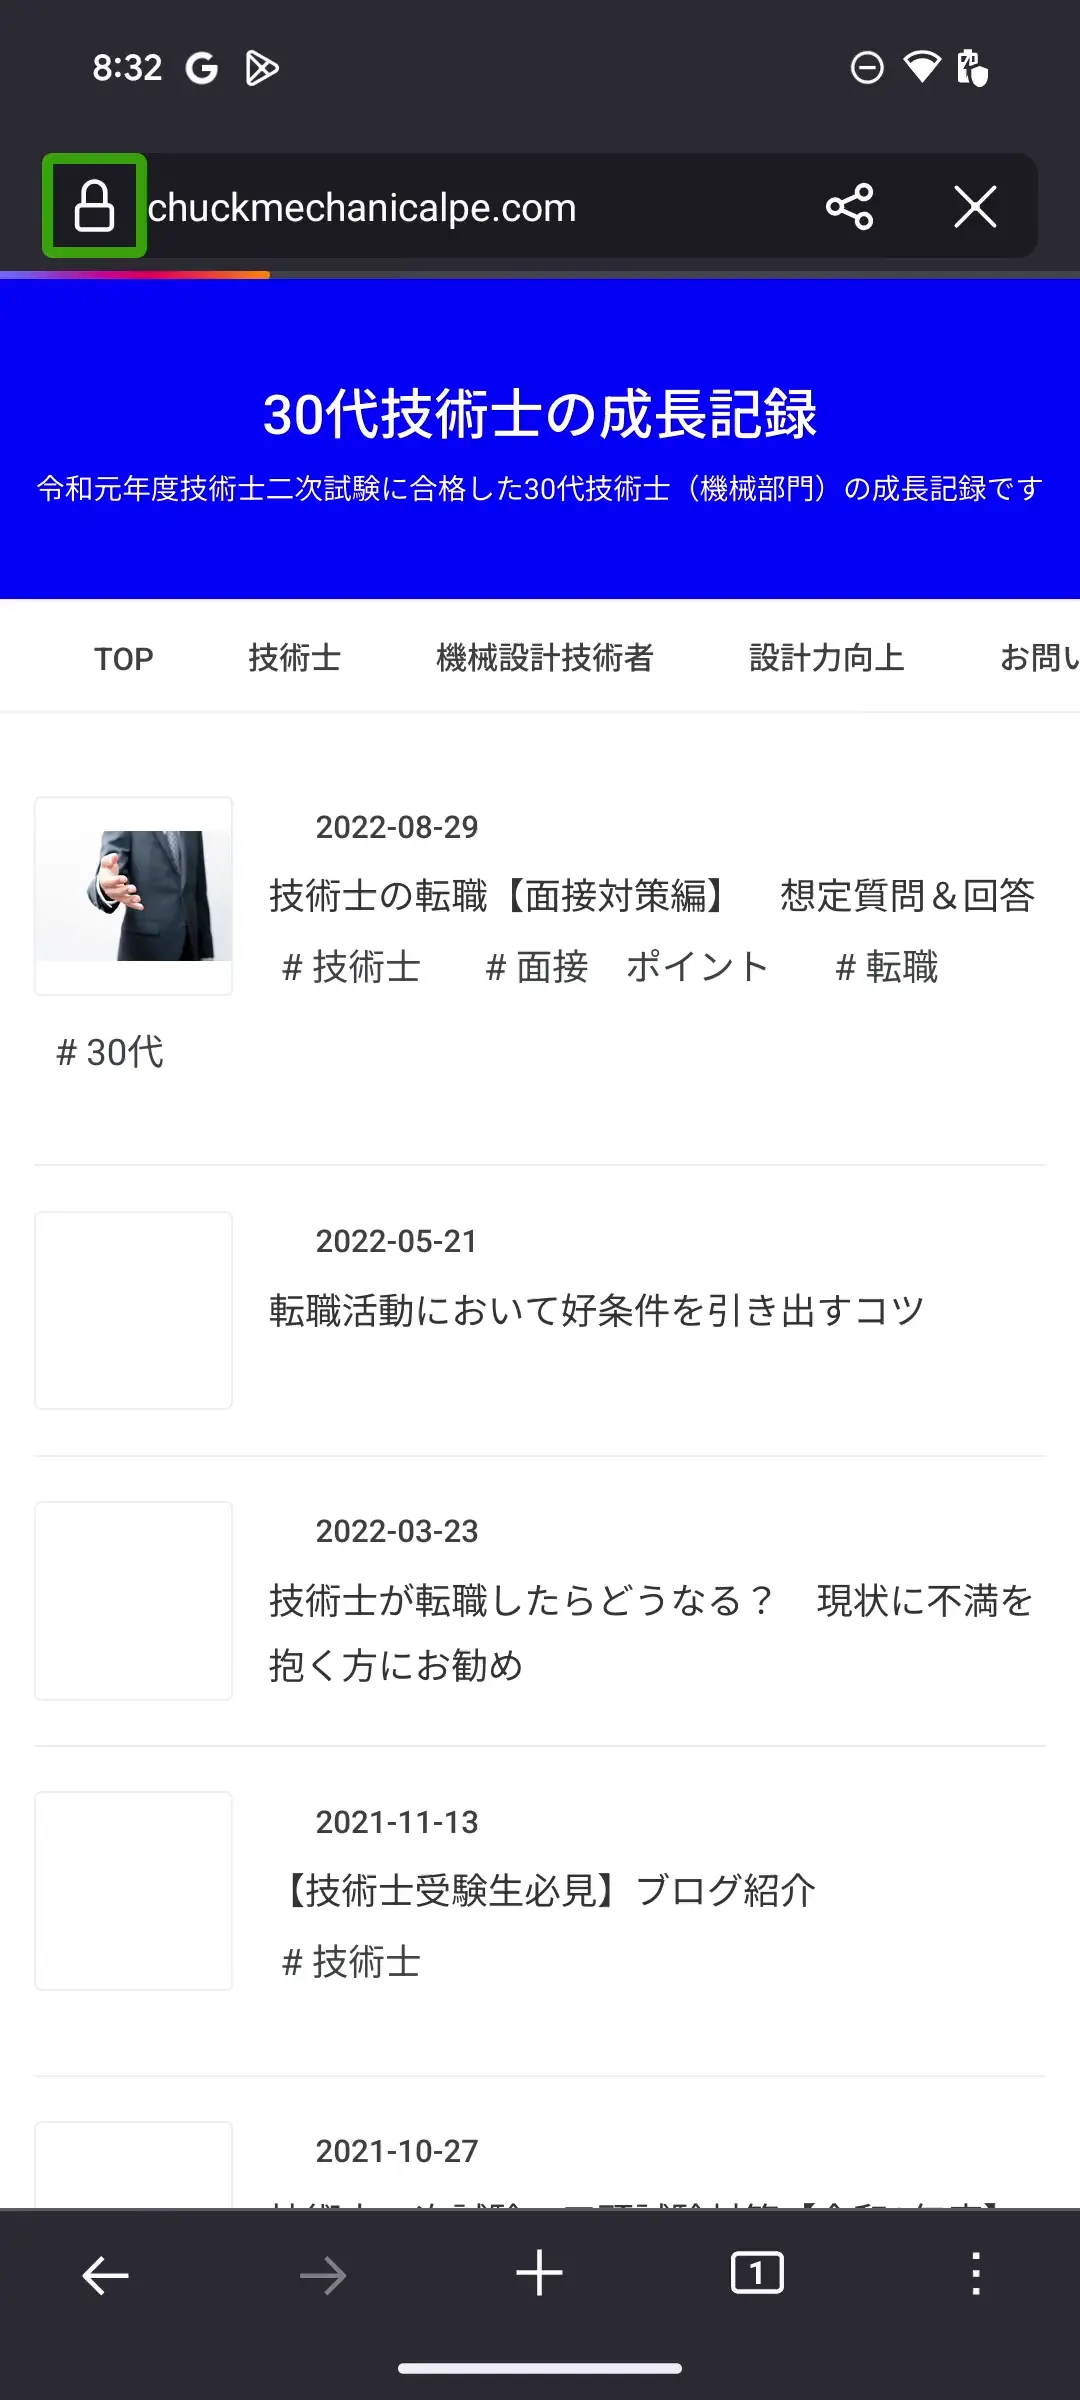 8:32
chuckmechanicalpe.com
30代技術士の成長記録
令和元年度技術士二次試験に合格した30代技術士（機械部門）の成長記録です
TOP 技術士 機械設計技術者 設計力向上 お問い
2022-08-29
技術士の転職【面接対策編】　想定質問＆回答
# 技術士 # 面接　ポイント # 転職
# 30代
2022-05-21
転職活動において好条件を引き出すコツ
2022-03-23
技術士が転職したらどうなる？　現状に不満を
抱く方にお勧め
2021-11-13
【技術士受験生必見】ブログ紹介
# 技術士
2021-10-27
1